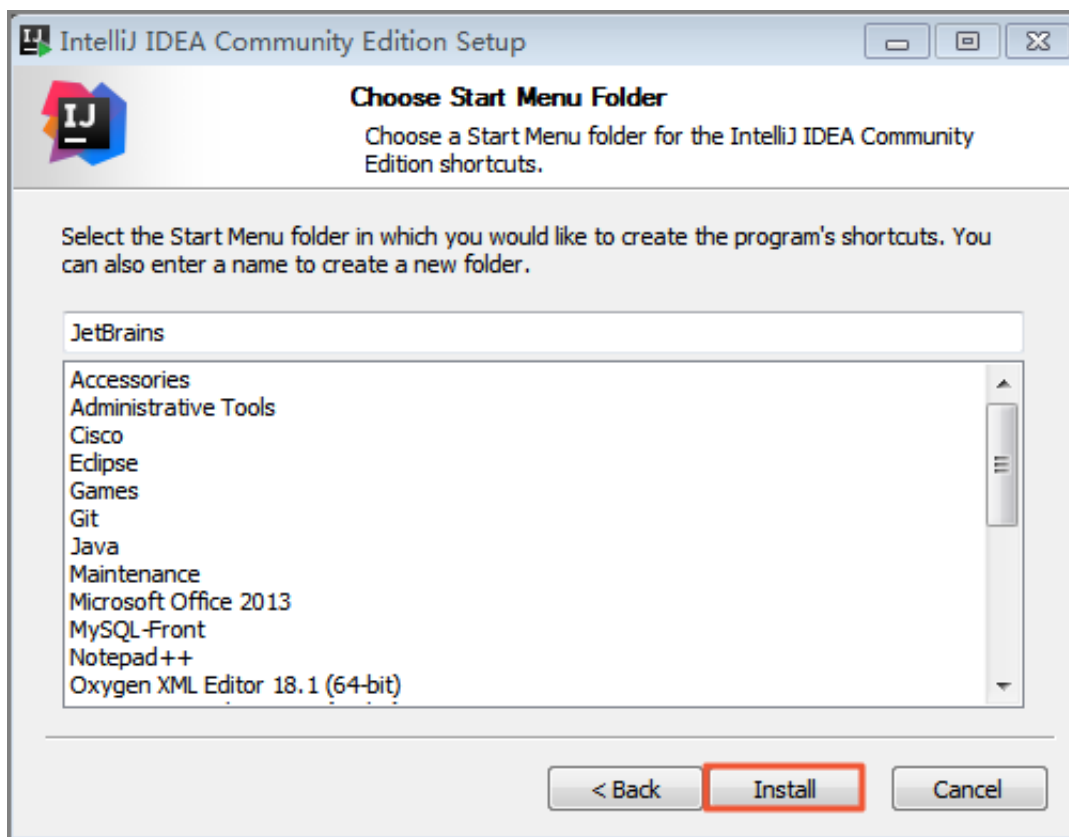 IntelliJ IDEA Community Edition Setup
IJ
Choose Start Menu Folder
Choose a Start Menu folder for the IntelliJ IDEA Community
Edition shortcuts.
Select the Start Menu folder in which you would like to create the program's shortcuts. You
can also enter a name to create a new folder.
JetBrains
Accessories
Administrative Tools
Cisco
Eclipse
Games
Git
Java
Maintenance
Microsoft Office 2013
MySQL-Front
Notepad++
Oxygen XML Editor 18.1 (64-bit)
< Back
Install
Cancel